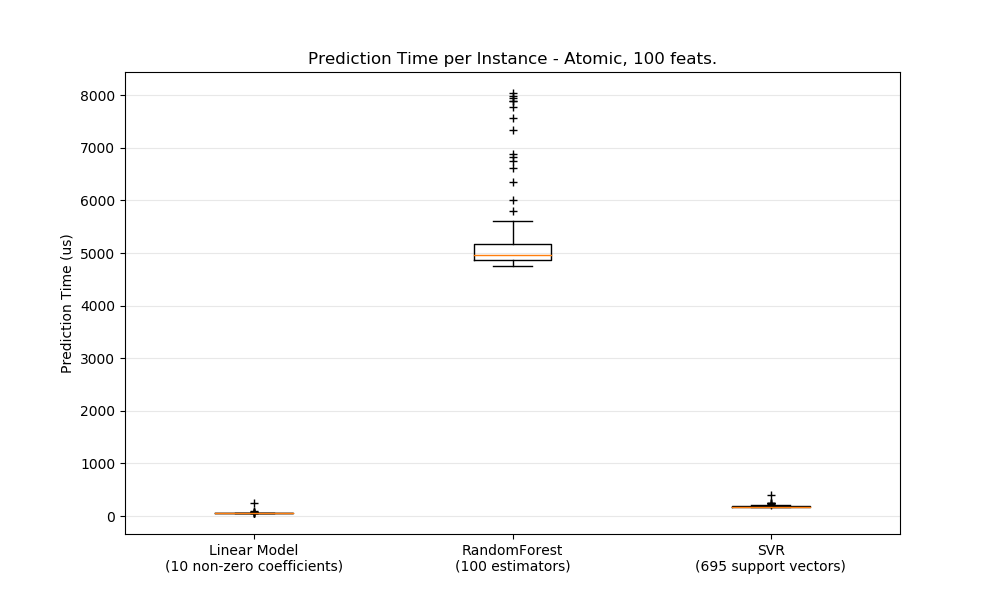 Prediction Time per Instance - Atomic, 100 feats.
Prediction Time (us)
8000
7000
6000
5000
4000
3000
2000
1000
0
Linear Model
(10 non-zero coefficients)
RandomForest
(100 estimators)
SVR
(695 support vectors)